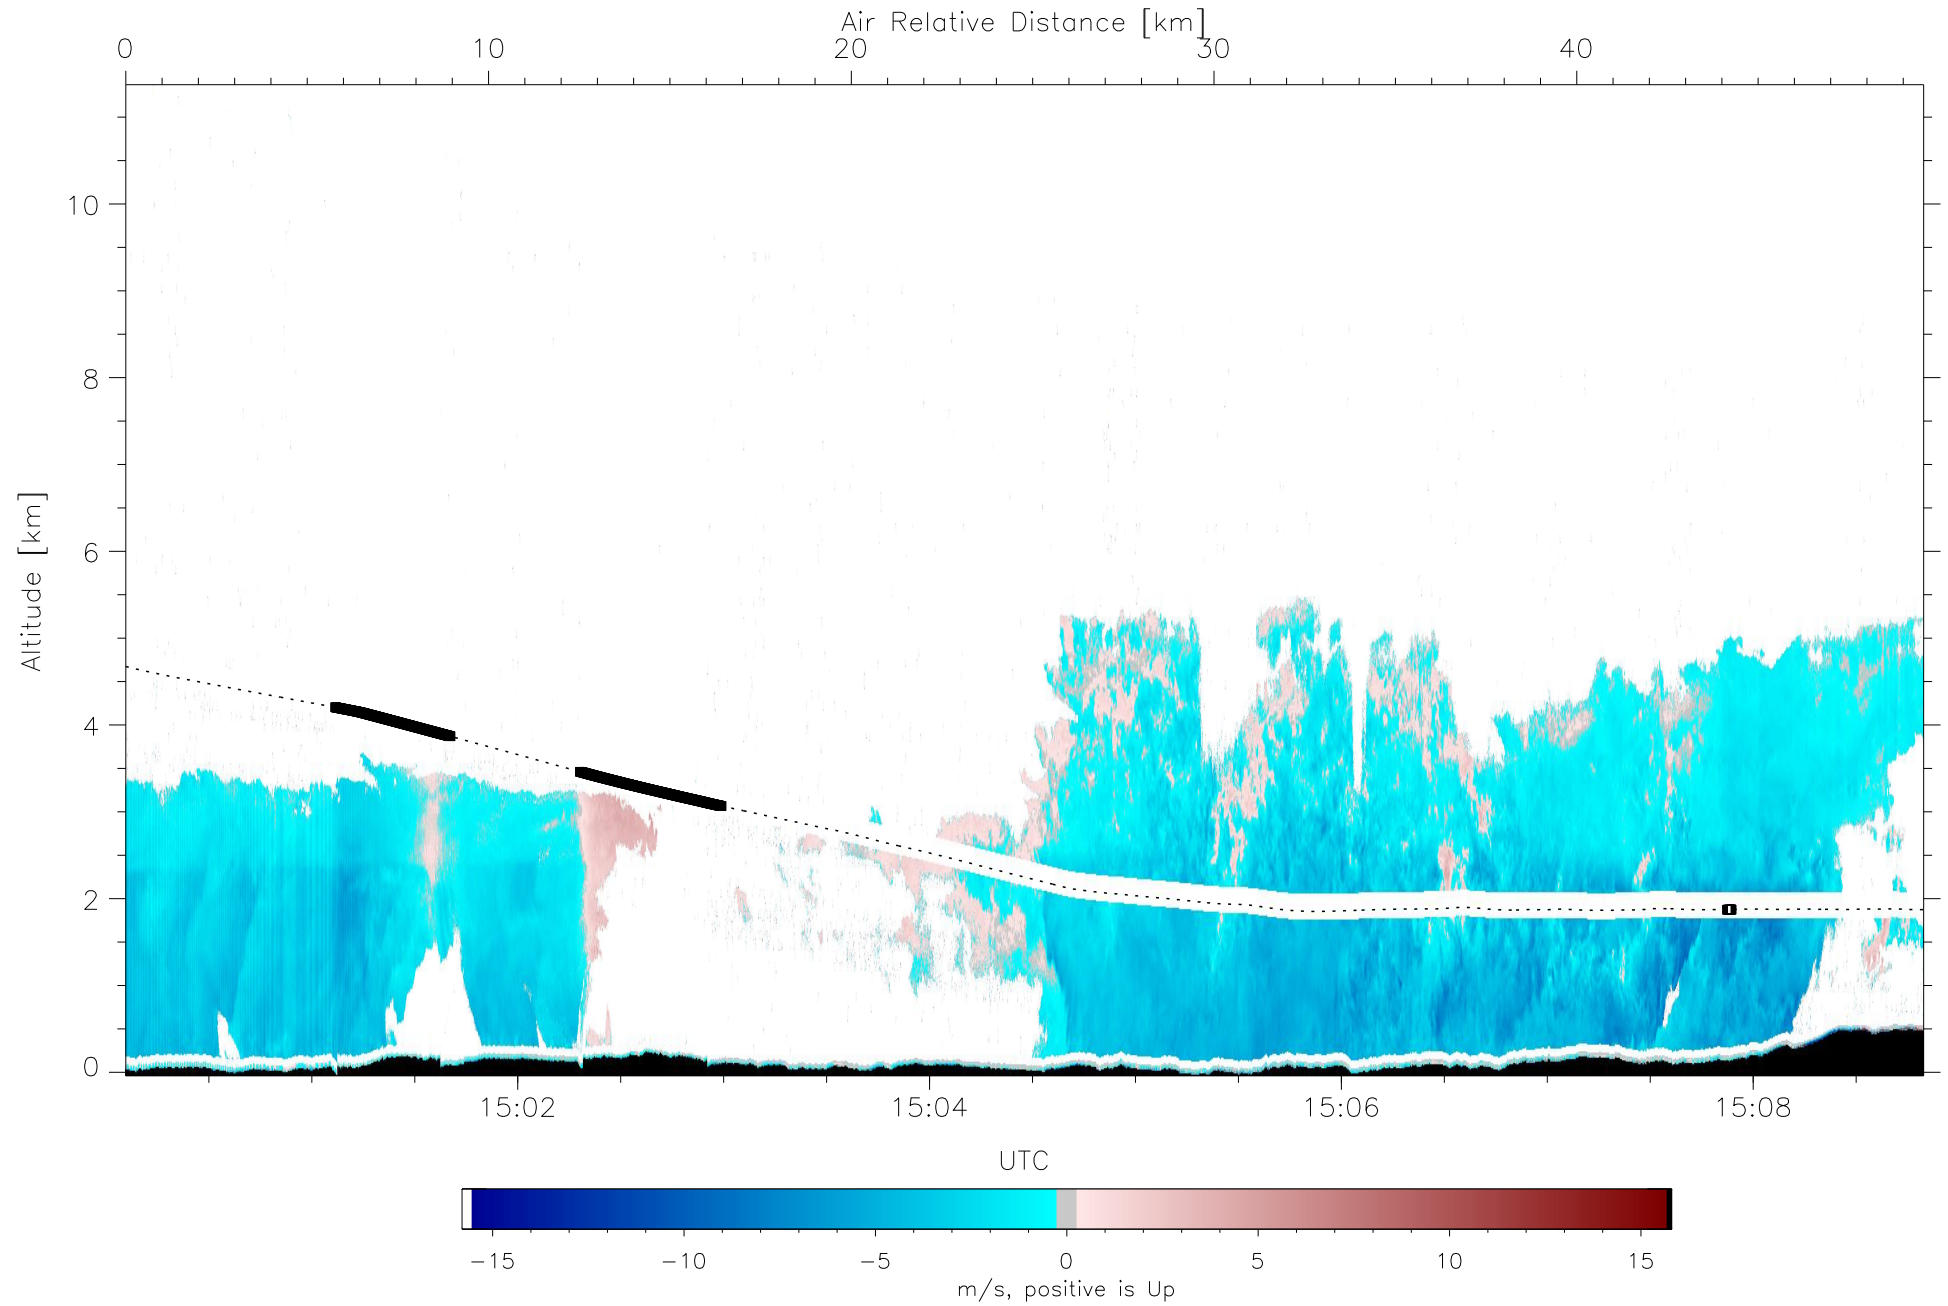 Air Relative Distance [km]
0 10 20 30 40
10
8
6
4
2
0
Altitude [km]
15:02 15:04 15:06 15:08
UTC
−15 −10 −5 0 5 10 15
m/s, positive is Up